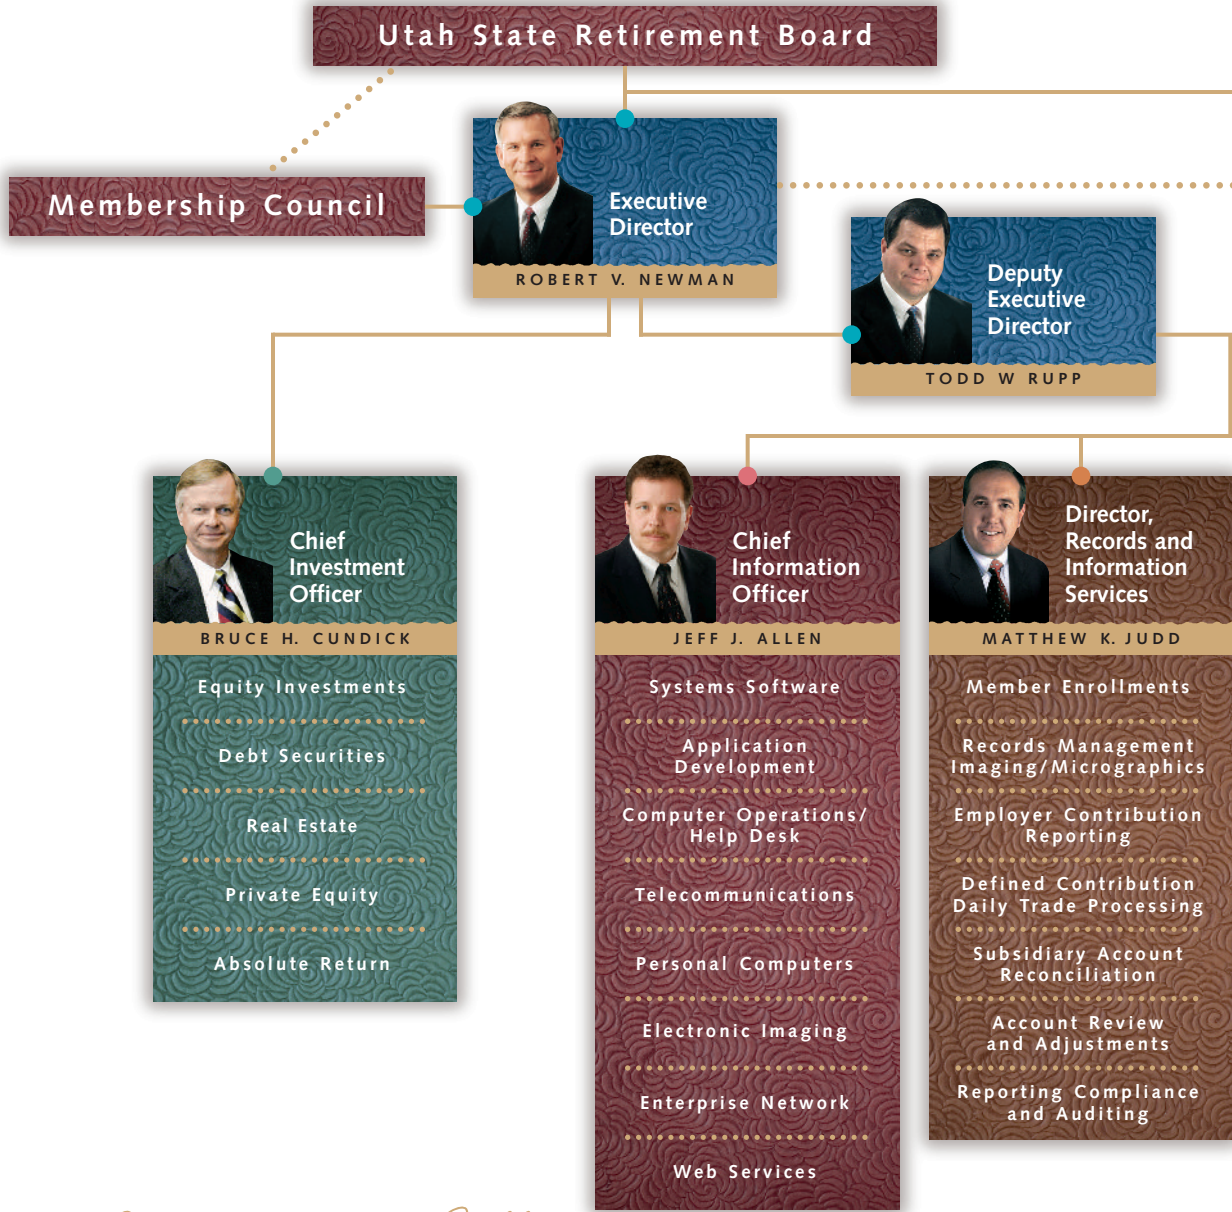 Utah State Retirement Board
Membership Council
Executive
Director
ROBERT V. NEWMAN
Deputy
Executive
Director
TODD W RUPP
Chief
Investment
Officer
BRUCE H. CUNDICK
Equity Investments
Debt Securities
Real Estate
Private Equity
Absolute Return
Chief
Information
Officer
JEFF J. ALLEN
Systems Software
Application
Development
Computer Operations/
Help Desk
Telecommunications
Personal Computers
Electronic Imaging
Enterprise Network
Web Services
Director,
Records and
Information
Services
MATTHEW K. JUDD
Member Enrollments
Records Management
Imaging/Micrographics
Employer Contribution
Reporting
Defined Contribution
Daily Trade Processing
Subsidiary Account
Reconciliation
Account Review
and Adjustments
Reporting Compliance
and Auditing